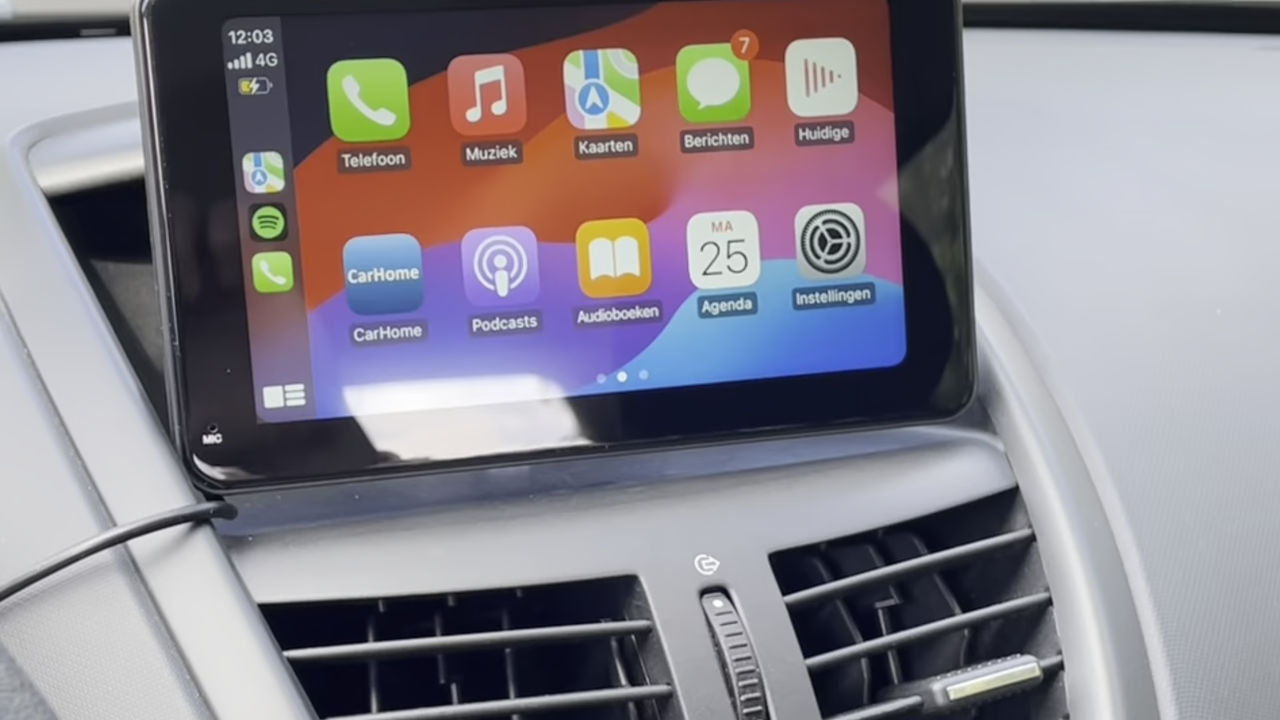 12:03
4G
Telefoon
Muziek
Kaarten
7
Berichten
Huidige
CarHome
CarHome
Podcasts
Audioboeken
MA
25
Agenda
Instellingen
MIC